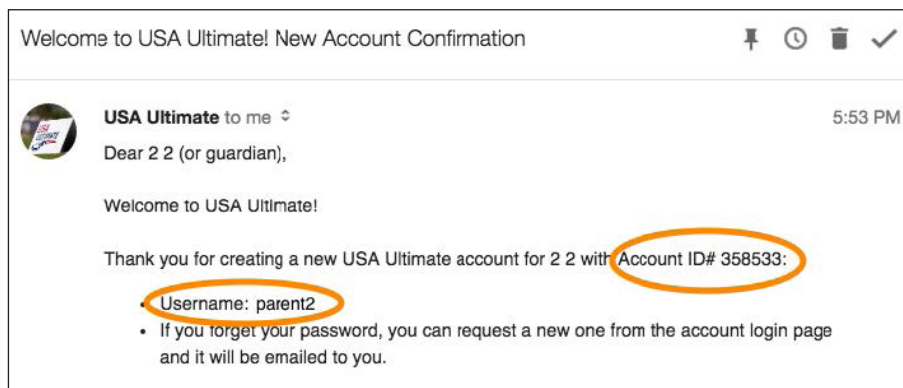 Welcome to USA Ultimate! New Account Confirmation
USA Ultimate to me 5:53 PM
Dear 2 2 (or guardian),
Welcome to USA Ultimate!
Thank you for creating a new USA Ultimate account for 2 2 with Account ID# 358533:
• Username: parent2
• If you forget your password, you can request a new one from the account login page
and it will be emailed to you.